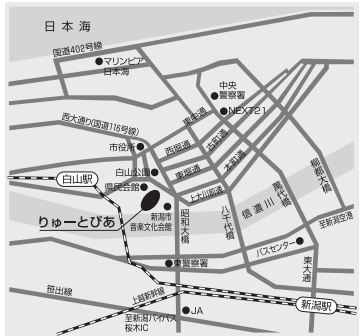 日本海
国道402号線
マリンピア
日本海
中央
警察署
NEXT21
西大通り(国道116号線)
東中通
市役所
西堀通
古町通
白山公園
東堀通
本町通
柳都大橋
白山駅
県民会館
上大川前通
りゅーとぴあ
新潟市
音楽文化会館
昭和大橋
八千代橋
信濃川
萬代橋
至新潟空港
バスセンター
東警察署
東大通
笹出線
上越新幹線
新潟駅
至新潟バイパス
桜木IC
JA